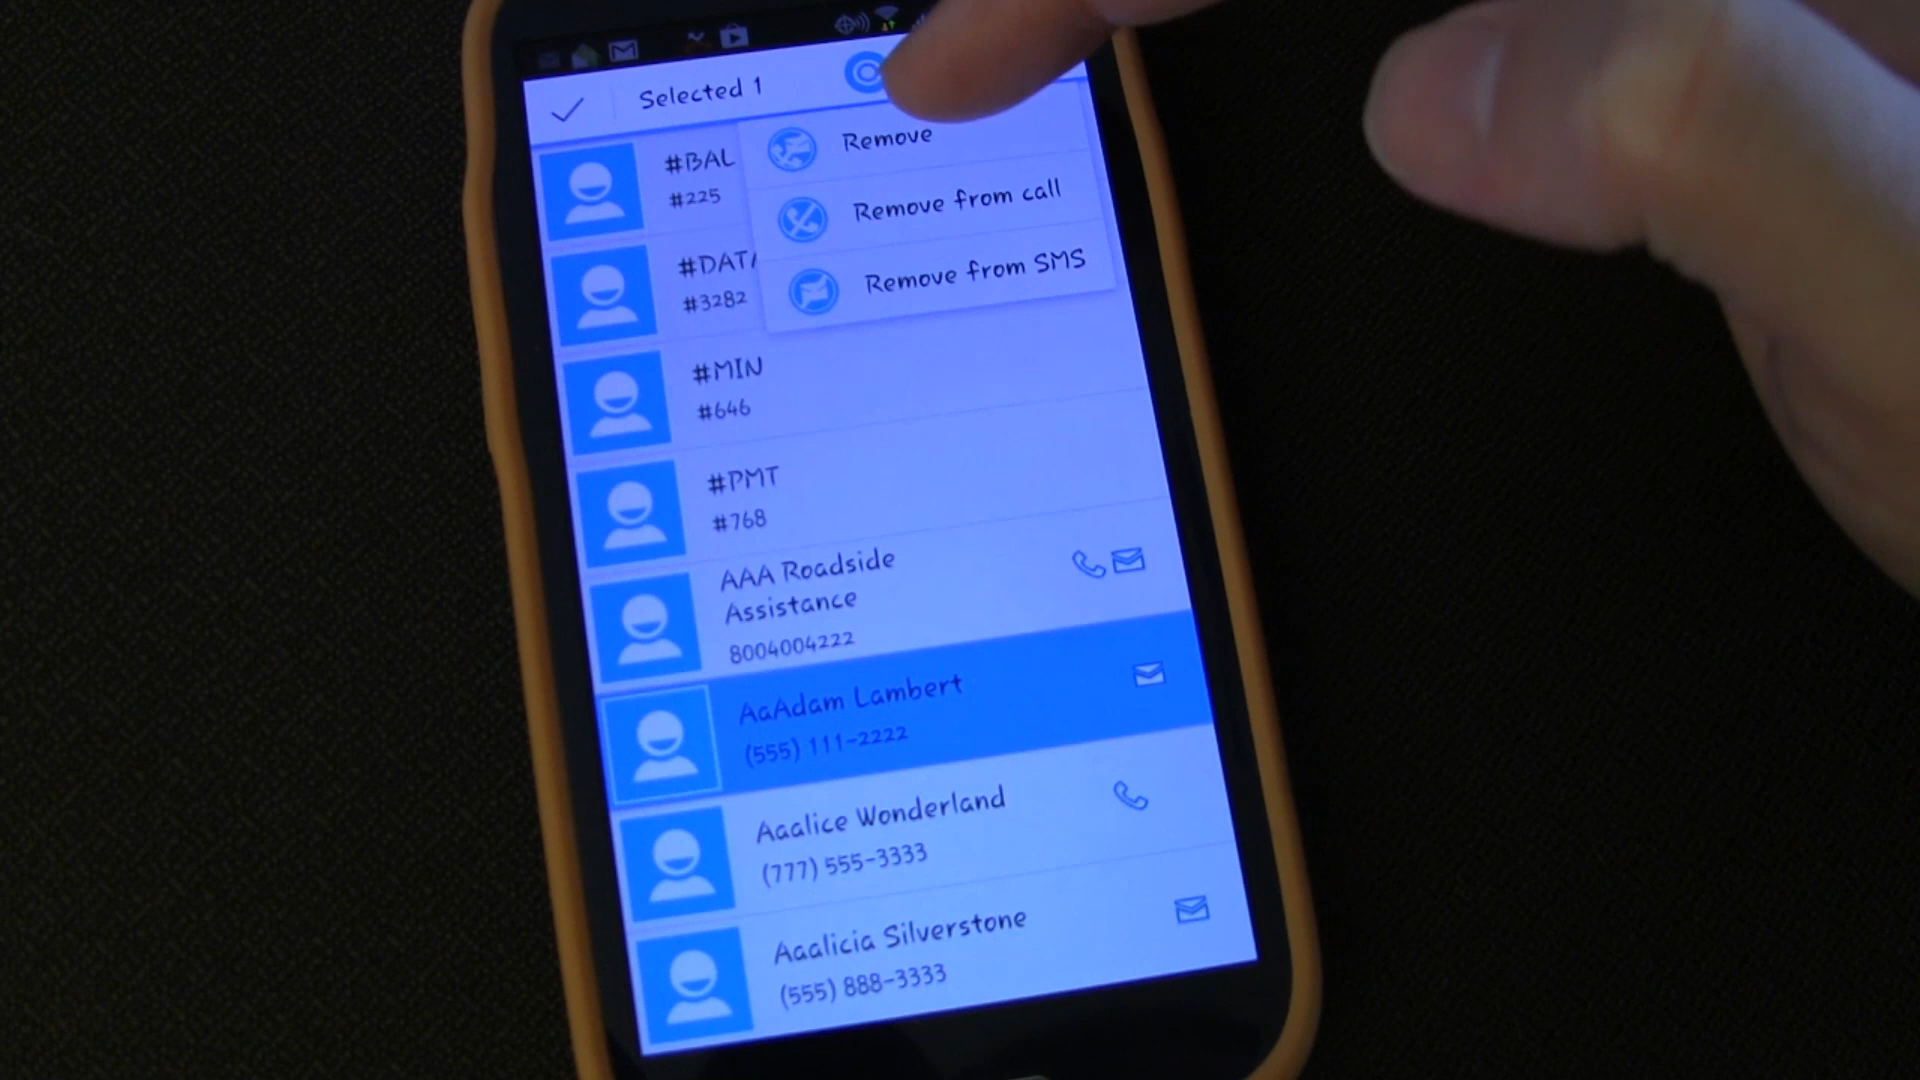 Selected 1
Remove
Remove from call
Remove from SMS
#BAL
#225
#DATA
#3282
#MIN
#646
#PMT
#768
AAA Roadside
Assistance
8004004222
AaAdam Lambert
(555) 111-2222
Aaalice Wonderland
(777) 555-3333
Aaalicia Silverstone
(555) 888-3333